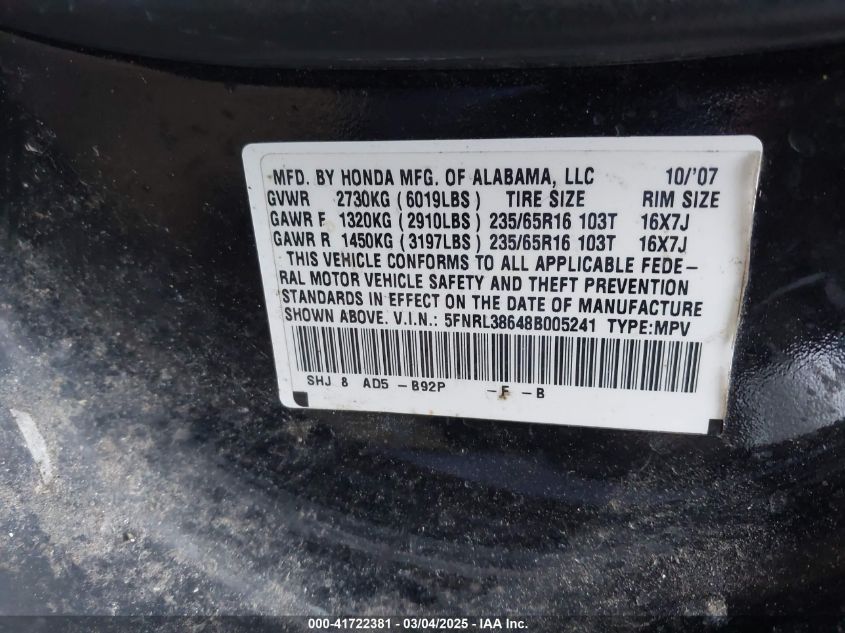 MFD. BY HONDA MFG. OF ALABAMA, LLC 10/'07
GVWR 2730KG (6019LBS) TIRE SIZE RIM SIZE
GAWR F 1320KG (2910LBS) 235/65R16 103T 16X7J
GAWR R 1450KG (3197LBS) 235/65R16 103T 16X7J
THIS VEHICLE CONFORMS TO ALL APPLICABLE FEDE-
RAL MOTOR VEHICLE SAFETY AND THEFT PREVENTION
STANDARDS IN EFFECT ON THE DATE OF MANUFACTURE
SHOWN ABOVE. V.I.N.: 5FNRL38648B005241 TYPE:MPV
SHJ 8 AD5 -B92P -F -B
000-41722381 - 03/04/2025 - IAAI.com